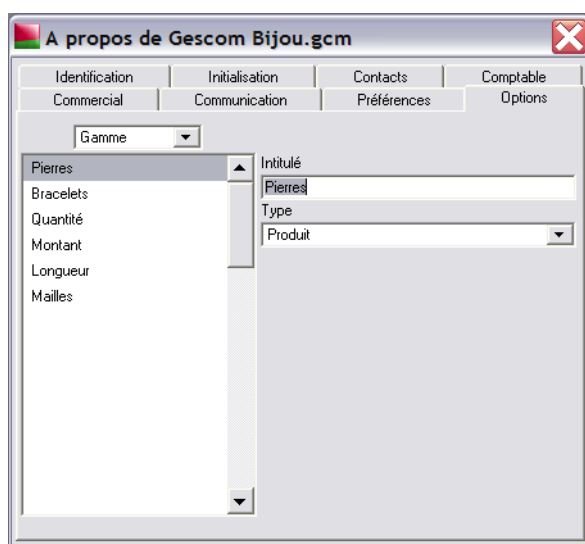 A propos de Gescom Bijou.gcm
Identification Initialisation Contacts Comptable
Commercial Communication Préférences Options
Gamme
Pierres
Bracelets
Quantité
Montant
Longueur
Mailles
Intitulé
Pierres
Type
Produit